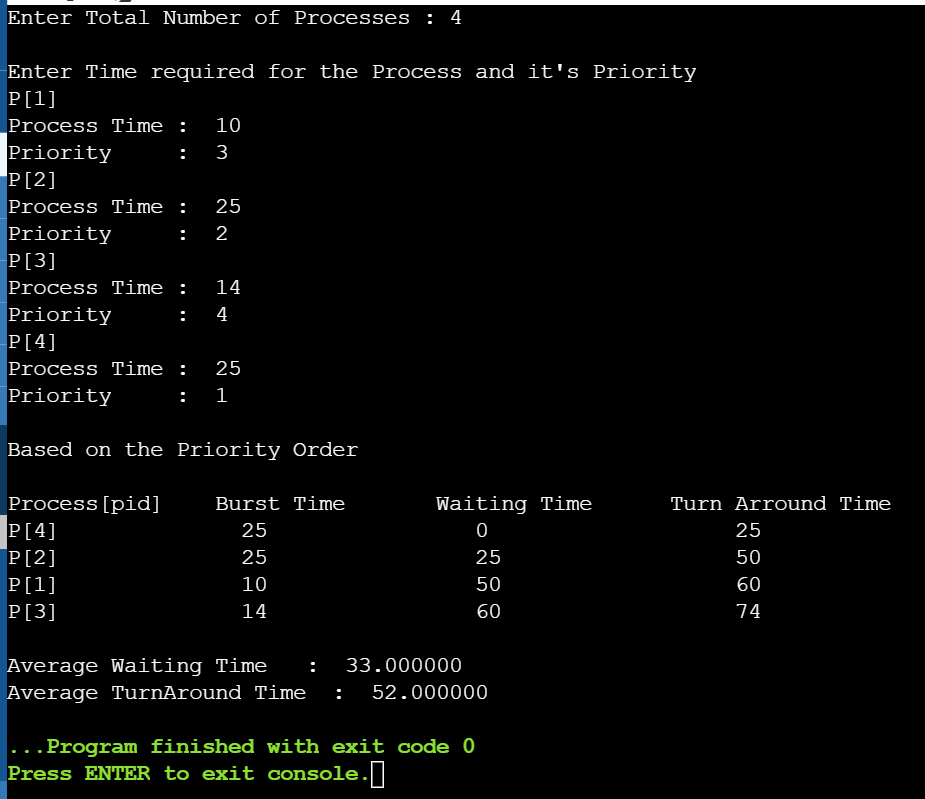 Enter Total Number of Processes : 4
Enter Time required for the Process and it's Priority
P[1]
Process Time :  10
Priority     :  3
P[2]
Process Time :  25
Priority     :  2
P[3]
Process Time :  14
Priority     :  4
P[4]
Process Time :  25
Priority     :  1
Based on the Priority Order
Process[pid]    Burst Time       Waiting Time      Turn Arround Time
P[4]              25                0                   25
P[2]              25                25                  50
P[1]              10                50                  60
P[3]              14                60                  74
Average Waiting Time   :  33.000000
Average TurnAround Time  :  52.000000
...Program finished with exit code 0
Press ENTER to exit console.